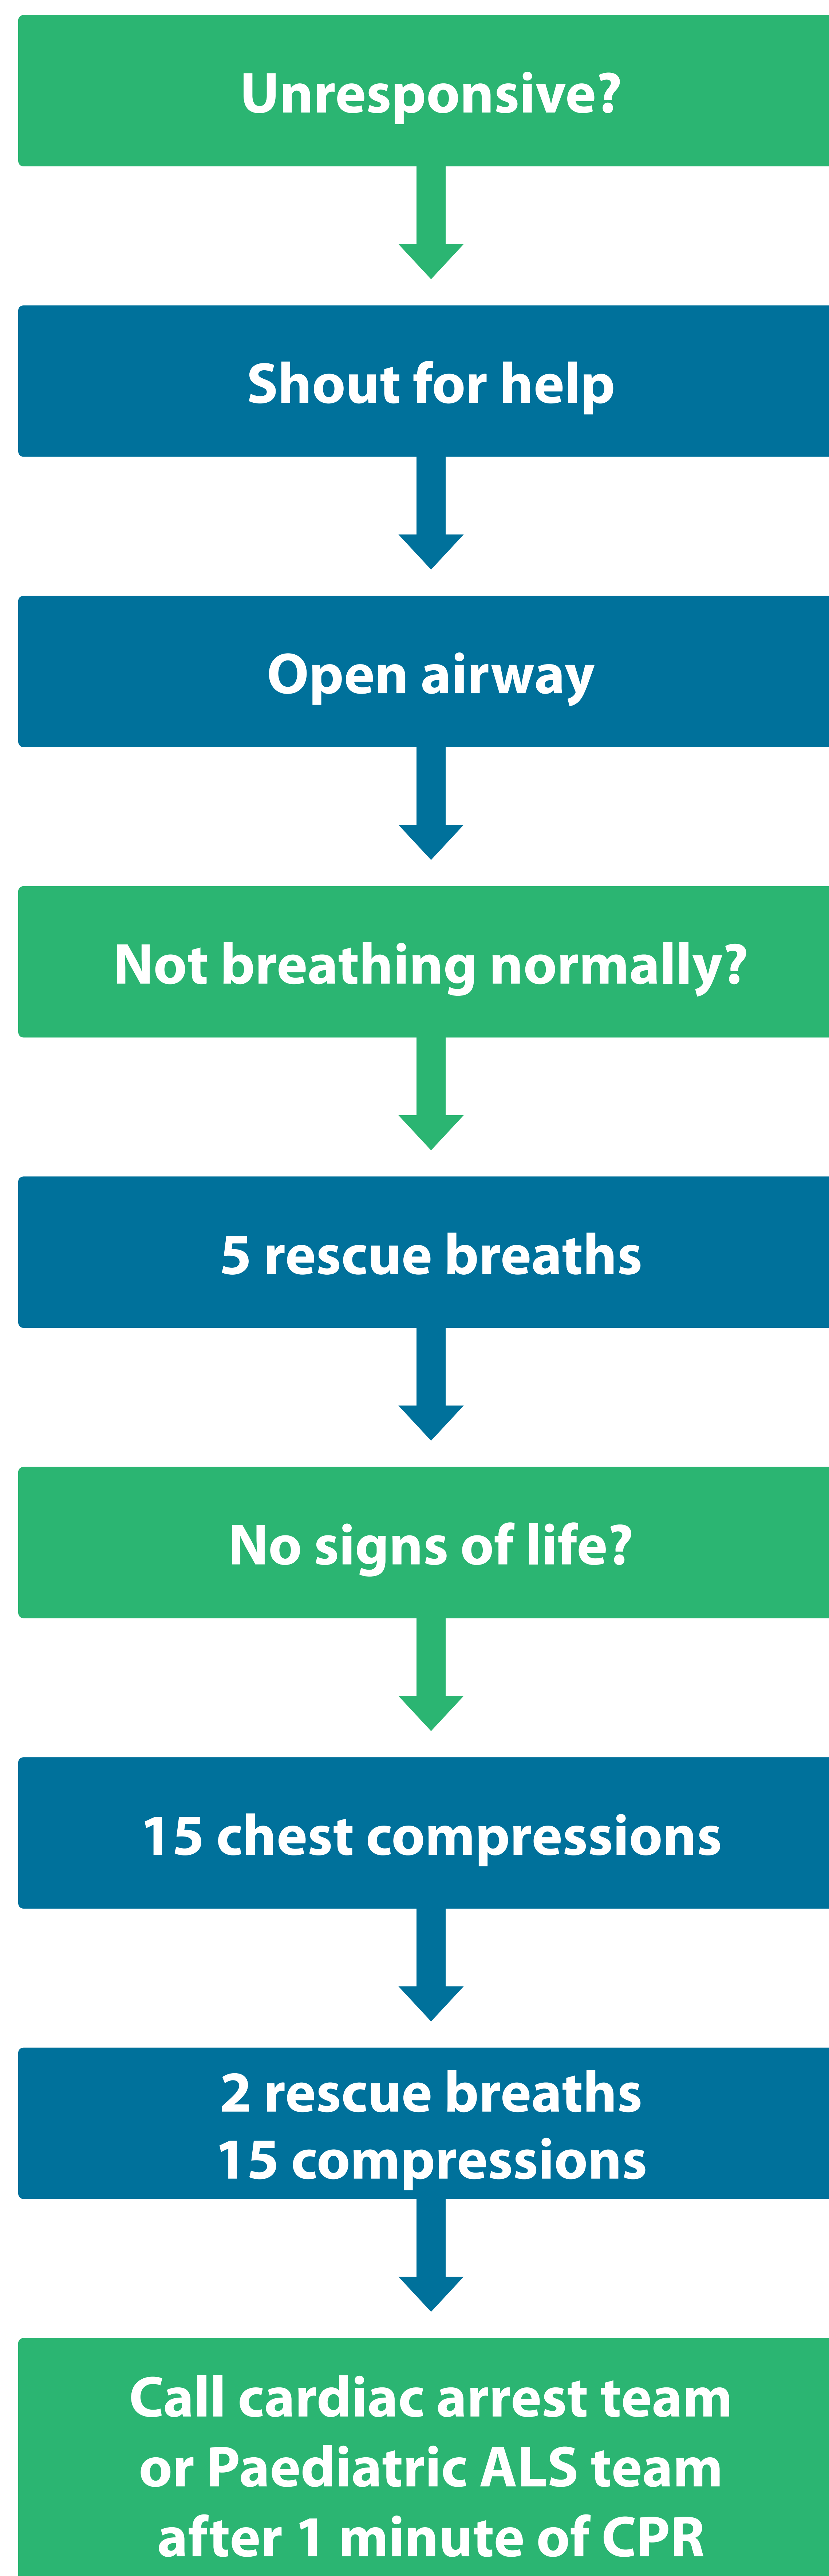 Unresponsive?
Shout for help
Open airway
Not breathing normally?
5 rescue breaths
No signs of life?
15 chest compressions
2 rescue breaths
15 compressions
Call cardiac arrest team
or Paediatric ALS team
after 1 minute of CPR